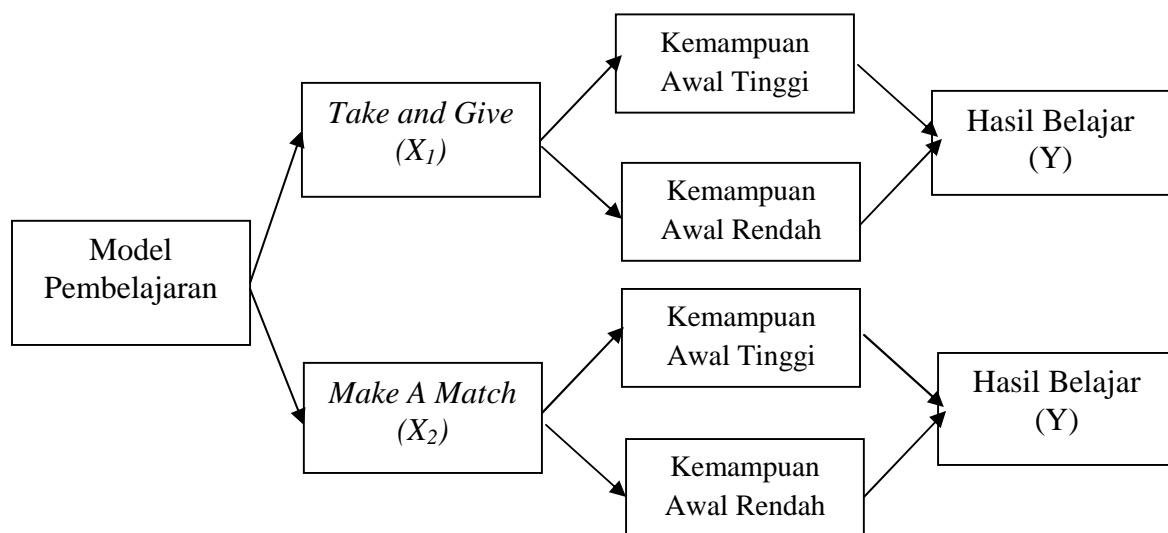 Model
Pembelajaran
Take and Give
(X1)
Kemampuan
Awal Tinggi
Kemampuan
Awal Rendah
Hasil Belajar
(Y)
Make A Match
(X2)
Kemampuan
Awal Tinggi
Kemampuan
Awal Rendah
Hasil Belajar
(Y)